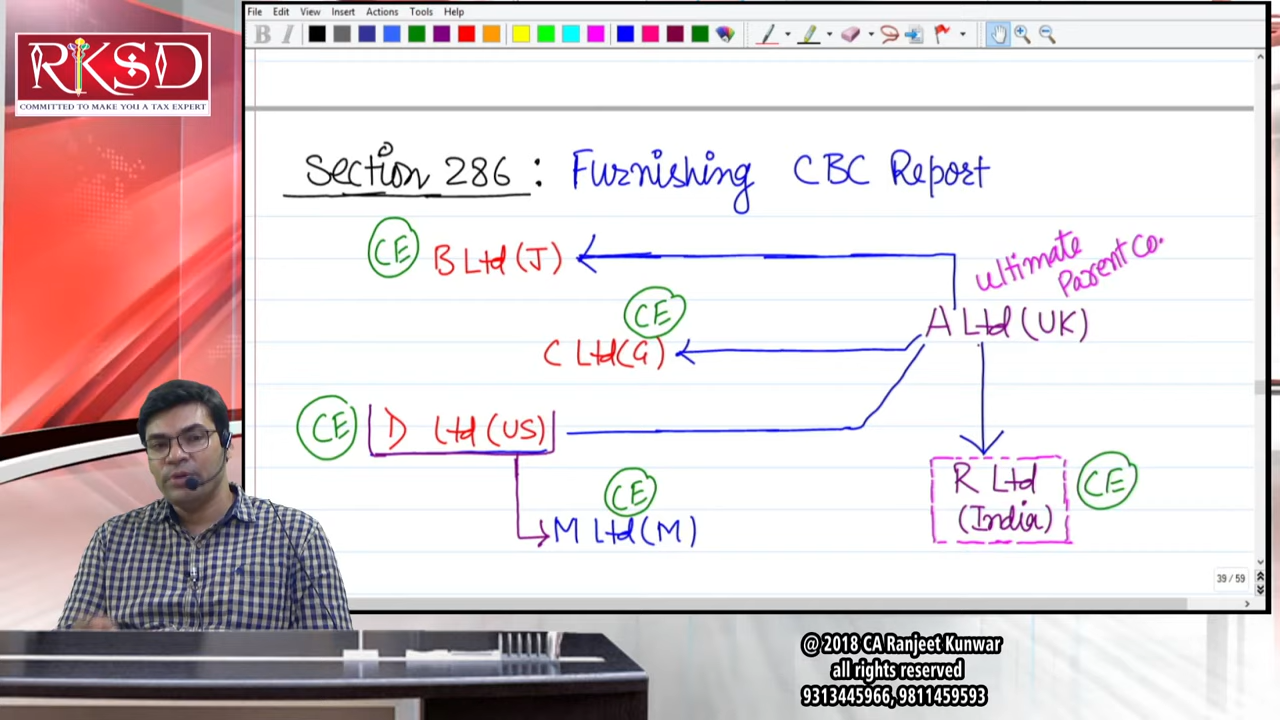 File Edit View Insert Actions Tools Help
B I
RKSD
COMMITTED TO MAKE YOU A TAX EXPERT
Section 286 : Furnishing CBC Report
CE B Ltd (J)
Ultimate
Parent Co.
CE
A Ltd (UK)
C Ltd (G)
CE D Ltd (US)
CE
R Ltd CE
(India)
M Ltd (M)
39 / 59
@ 2018 CA Ranjeet Kunwar
all rights reserved
9313445966, 9811459593